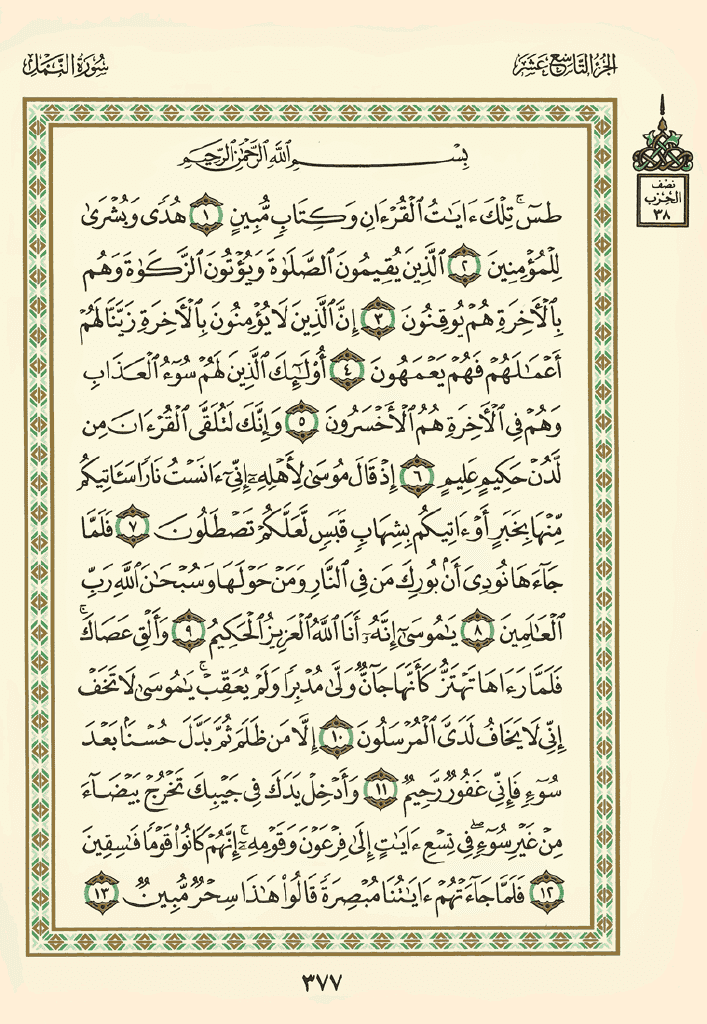 الجزء التاسع عشر
سورة النمل
نصف
الحزب
٣٨
بِسْمِ ٱللَّهِ ٱلرَّحْمَٰنِ ٱلرَّحِيمِ
طسٓ ۚ تِلْكَ ءَايَٰتُ ٱلْقُرْءَانِ وَكِتَابٍ مُّبِينٍ ١ هُدًى وَبُشْرَىٰ
لِلْمُؤْمِنِينَ ٢ ٱلَّذِينَ يُقِيمُونَ ٱلصَّلَوٰةَ وَيُؤْتُونَ ٱلزَّكَوٰةَ وَهُم
بِٱلْءَاخِرَةِ هُمْ يُوقِنُونَ ٣ إِنَّ ٱلَّذِينَ لَا يُؤْمِنُونَ بِٱلْءَاخِرَةِ زَيَّنَّا لَهُمْ
أَعْمَٰلَهُمْ فَهُمْ يَعْمَهُونَ ٤ أُو۟لَٰٓئِكَ ٱلَّذِينَ لَهُمْ سُوٓءُ ٱلْعَذَابِ
وَهُمْ فِى ٱلْءَاخِرَةِ هُمُ ٱلْأَخْسَرُونَ ٥ وَإِنَّكَ لَتُلَقَّى ٱلْقُرْءَانَ مِن
لَّدُنْ حَكِيمٍ عَلِيمٍ ٦ إِذْ قَالَ مُوسَىٰ لِأَهْلِهِۦٓ إِنِّىٓ ءَانَسْتُ نَارًا سَـَٔاتِيكُم
مِّنْهَا بِخَبَرٍ أَوْ ءَاتِيكُم بِشِهَابٍ قَبَسٍ لَّعَلَّكُمْ تَصْطَلُونَ ٧ فَلَمَّا
جَآءَهَا نُودِىَ أَنۢ بُورِكَ مَن فِى ٱلنَّارِ وَمَنْ حَوْلَهَا وَسُبْحَٰنَ ٱللَّهِ رَبِّ
ٱلْعَٰلَمِينَ ٨ يَٰمُوسَىٰٓ إِنَّهُۥٓ أَنَا ٱللَّهُ ٱلْعَزِيزُ ٱلْحَكِيمُ ٩ وَأَلْقِ عَصَاكَ ۚ
فَلَمَّا رَءَاهَا تَهْتَزُّ كَأَنَّهَا جَآنٌّ وَلَّىٰ مُدْبِرًا وَلَمْ يُعَقِّبْ ۚ يَٰمُوسَىٰ لَا تَخَفْ
إِنِّى لَا يَخَافُ لَدَىَّ ٱلْمُرْسَلُونَ ١٠ إِلَّا مَن ظَلَمَ ثُمَّ بَدَّلَ حُسْنًۢا بَعْدَ
سُوٓءٍ فَإِنِّى غَفُورٌ رَّحِيمٌ ١١ وَأَدْخِلْ يَدَكَ فِى جَيْبِكَ تَخْرُجْ بَيْضَآءَ
مِنْ غَيْرِ سُوٓءٍ ۖ فِى تِسْعِ ءَايَٰتٍ إِلَىٰ فِرْعَوْنَ وَقَوْمِهِۦٓ ۚ إِنَّهُمْ كَانُوا۟ قَوْمًا فَٰسِقِينَ
١٢ فَلَمَّا جَآءَتْهُمْ ءَايَٰتُنَا مُبْصِرَةً قَالُوا۟ هَٰذَا سِحْرٌ مُّبِينٌ ١٣
٣٧٧